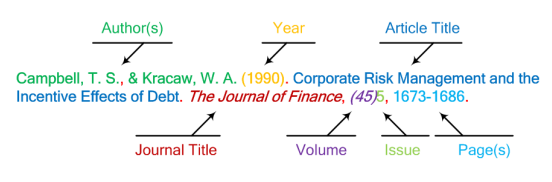 Author(s) Year Article Title
Campbell, T. S., & Kracaw, W. A. (1990). Corporate Risk Management and the
Incentive Effects of Debt. The Journal of Finance, (45)5, 1673-1686.
Journal Title Volume Issue Page(s)